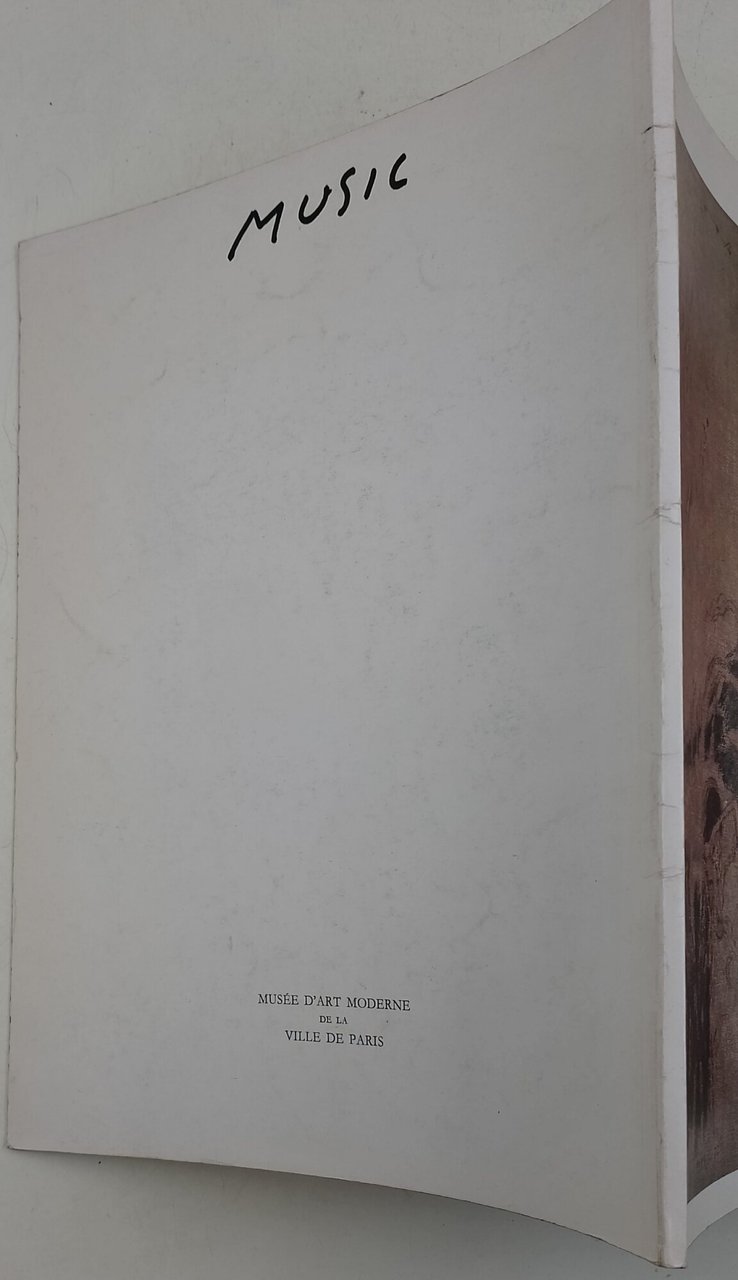 MUSIC
MUSÉE D'ART MODERNE
DE LA
VILLE DE PARIS